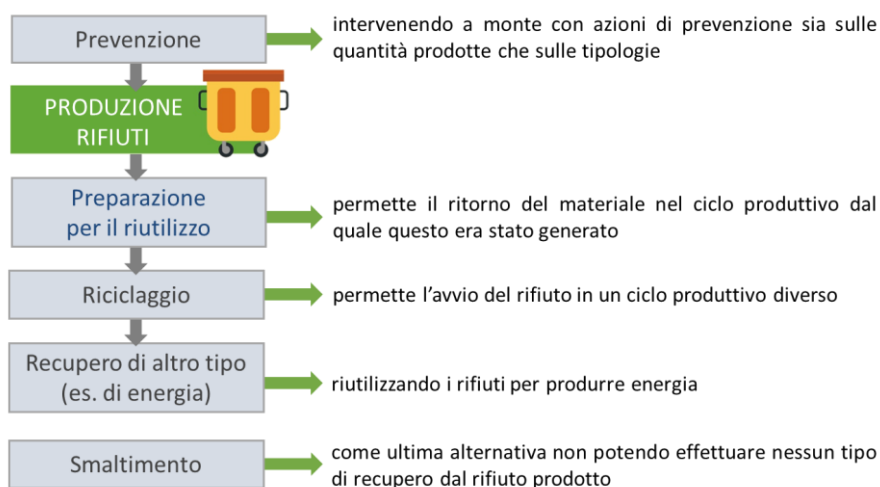 Prevenzione
intervenendo a monte con azioni di prevenzione sia sulle
quantità prodotte che sulle tipologie
PRODUZIONE
RIFIUTI
Preparazione
per il riutilizzo
permette il ritorno del materiale nel ciclo produttivo dal
quale questo era stato generato
Riciclaggio
permette l’avvio del rifiuto in un ciclo produttivo diverso
Recupero di altro tipo
(es. di energia)
riutilizzando i rifiuti per produrre energia
Smaltimento
come ultima alternativa non potendo effettuare nessun tipo
di recupero dal rifiuto prodotto